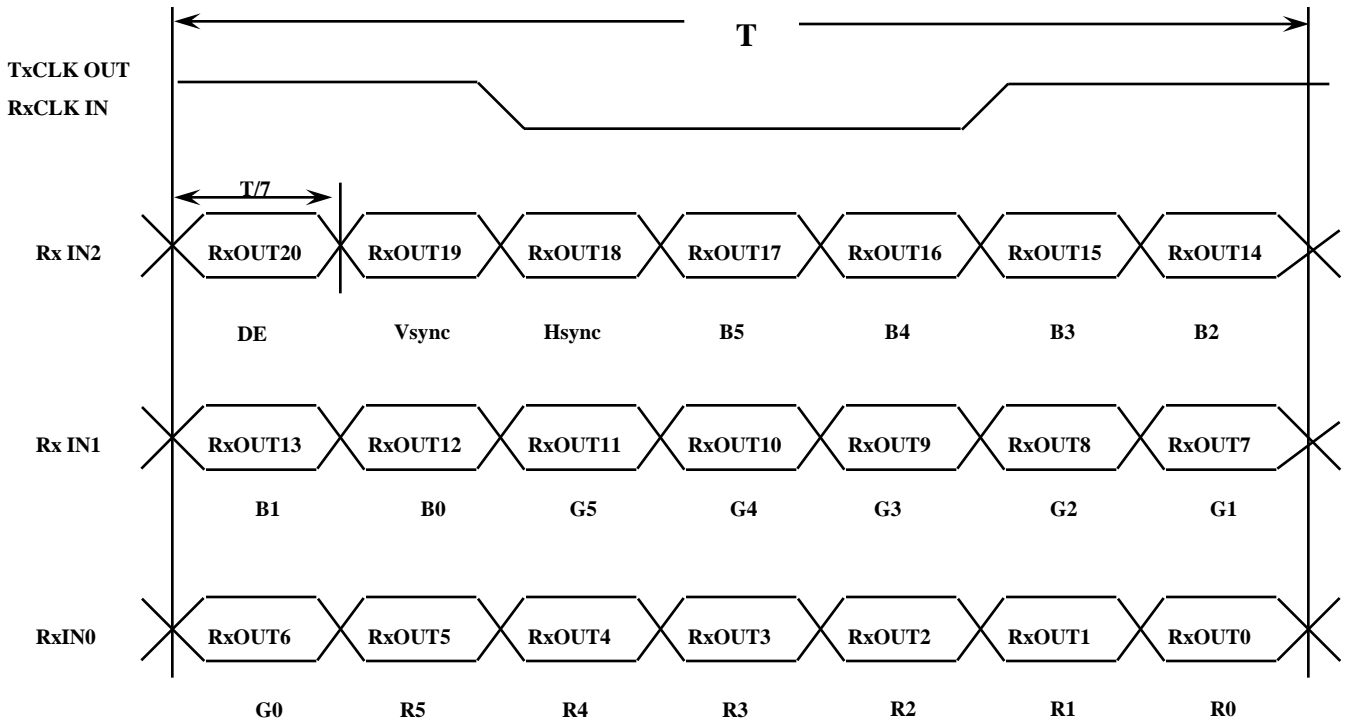 T
TxCLK OUT
RxCLK IN
T/7
Rx IN2 RxOUT20 RxOUT19 RxOUT18 RxOUT17 RxOUT16 RxOUT15 RxOUT14
DE Vsync Hsync B5 B4 B3 B2
Rx IN1 RxOUT13 RxOUT12 RxOUT11 RxOUT10 RxOUT9 RxOUT8 RxOUT7
B1 B0 G5 G4 G3 G2 G1
RxIN0 RxOUT6 RxOUT5 RxOUT4 RxOUT3 RxOUT2 RxOUT1 RxOUT0
G0 R5 R4 R3 R2 R1 R0